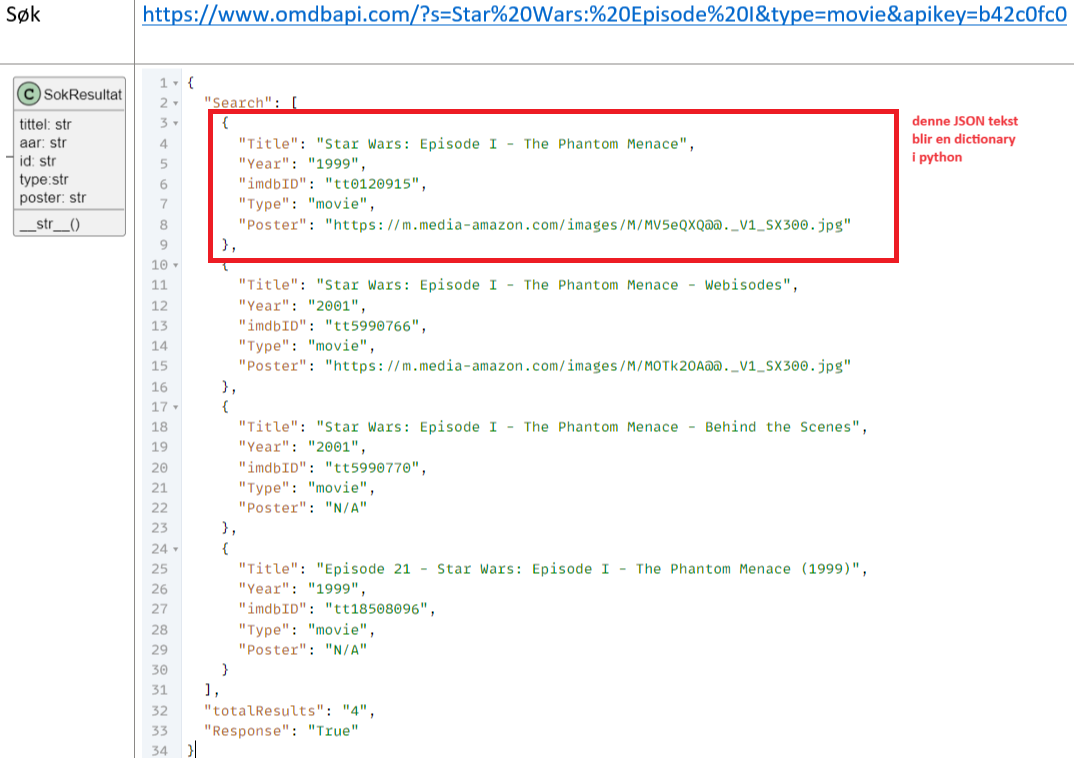 Søk
https://www.omdbapi.com/?s=Star%20Wars:%20Episode%20I&type=movie&apikey=b42c0fc0
C SokResultat
tittel: str
aar: str
id: str
type:str
poster: str
__str__()
1 {
2 "Search": [
3 {
4 "Title": "Star Wars: Episode I - The Phantom Menace",
5 "Year": "1999",
6 "imdbID": "tt0120915",
7 "Type": "movie",
8 "Poster": "https://m.media-amazon.com/images/M/MV5eQXQ@@._V1_SX300.jpg"
9 },
denne JSON tekst
blir en dictionary
i python
10 {
11 "Title": "Star Wars: Episode I - The Phantom Menace - Webisodes",
12 "Year": "2001",
13 "imdbID": "tt5990766",
14 "Type": "movie",
15 "Poster": "https://m.media-amazon.com/images/M/MOTk2OA@@._V1_SX300.jpg"
16 },
17 {
18 "Title": "Star Wars: Episode I - The Phantom Menace - Behind the Scenes",
19 "Year": "2001",
20 "imdbID": "tt5990770",
21 "Type": "movie",
22 "Poster": "N/A"
23 },
24 {
25 "Title": "Episode 21 - Star Wars: Episode I - The Phantom Menace (1999)",
26 "Year": "1999",
27 "imdbID": "tt18508096",
28 "Type": "movie",
29 "Poster": "N/A"
30 }
31 ],
32 "totalResults": "4",
33 "Response": "True"
34 }